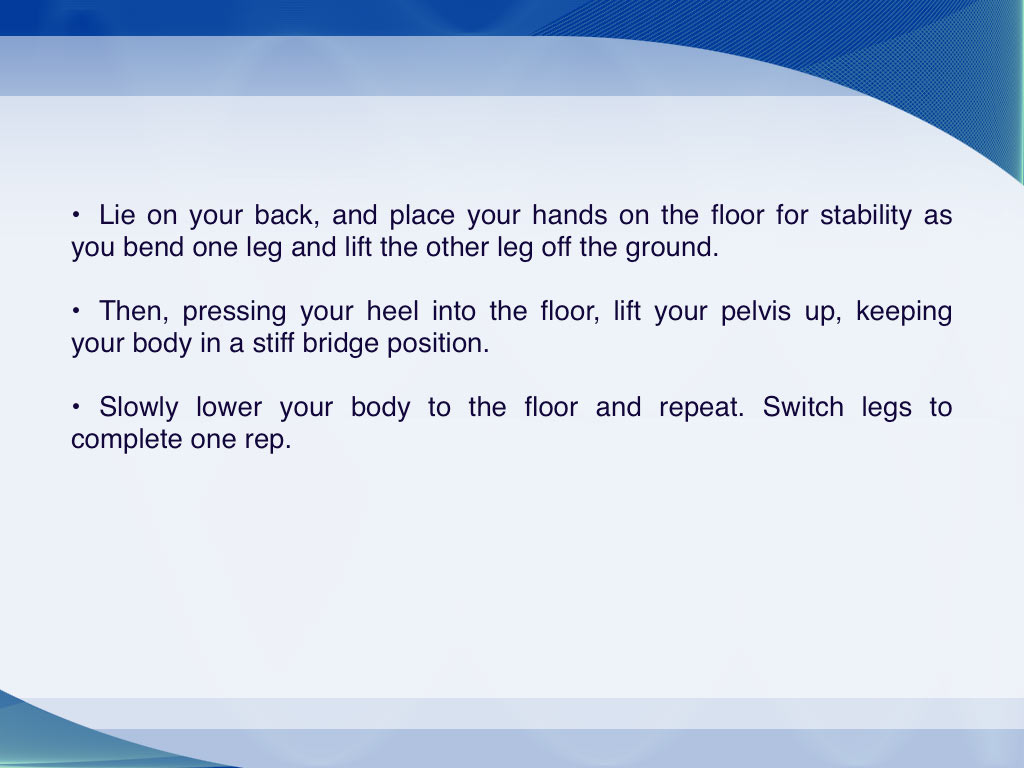 • Lie on your back, and place your hands on the floor for stability as
you bend one leg and lift the other leg off the ground.
• Then, pressing your heel into the floor, lift your pelvis up, keeping
your body in a stiff bridge position.
• Slowly lower your body to the floor and repeat. Switch legs to
complete one rep.